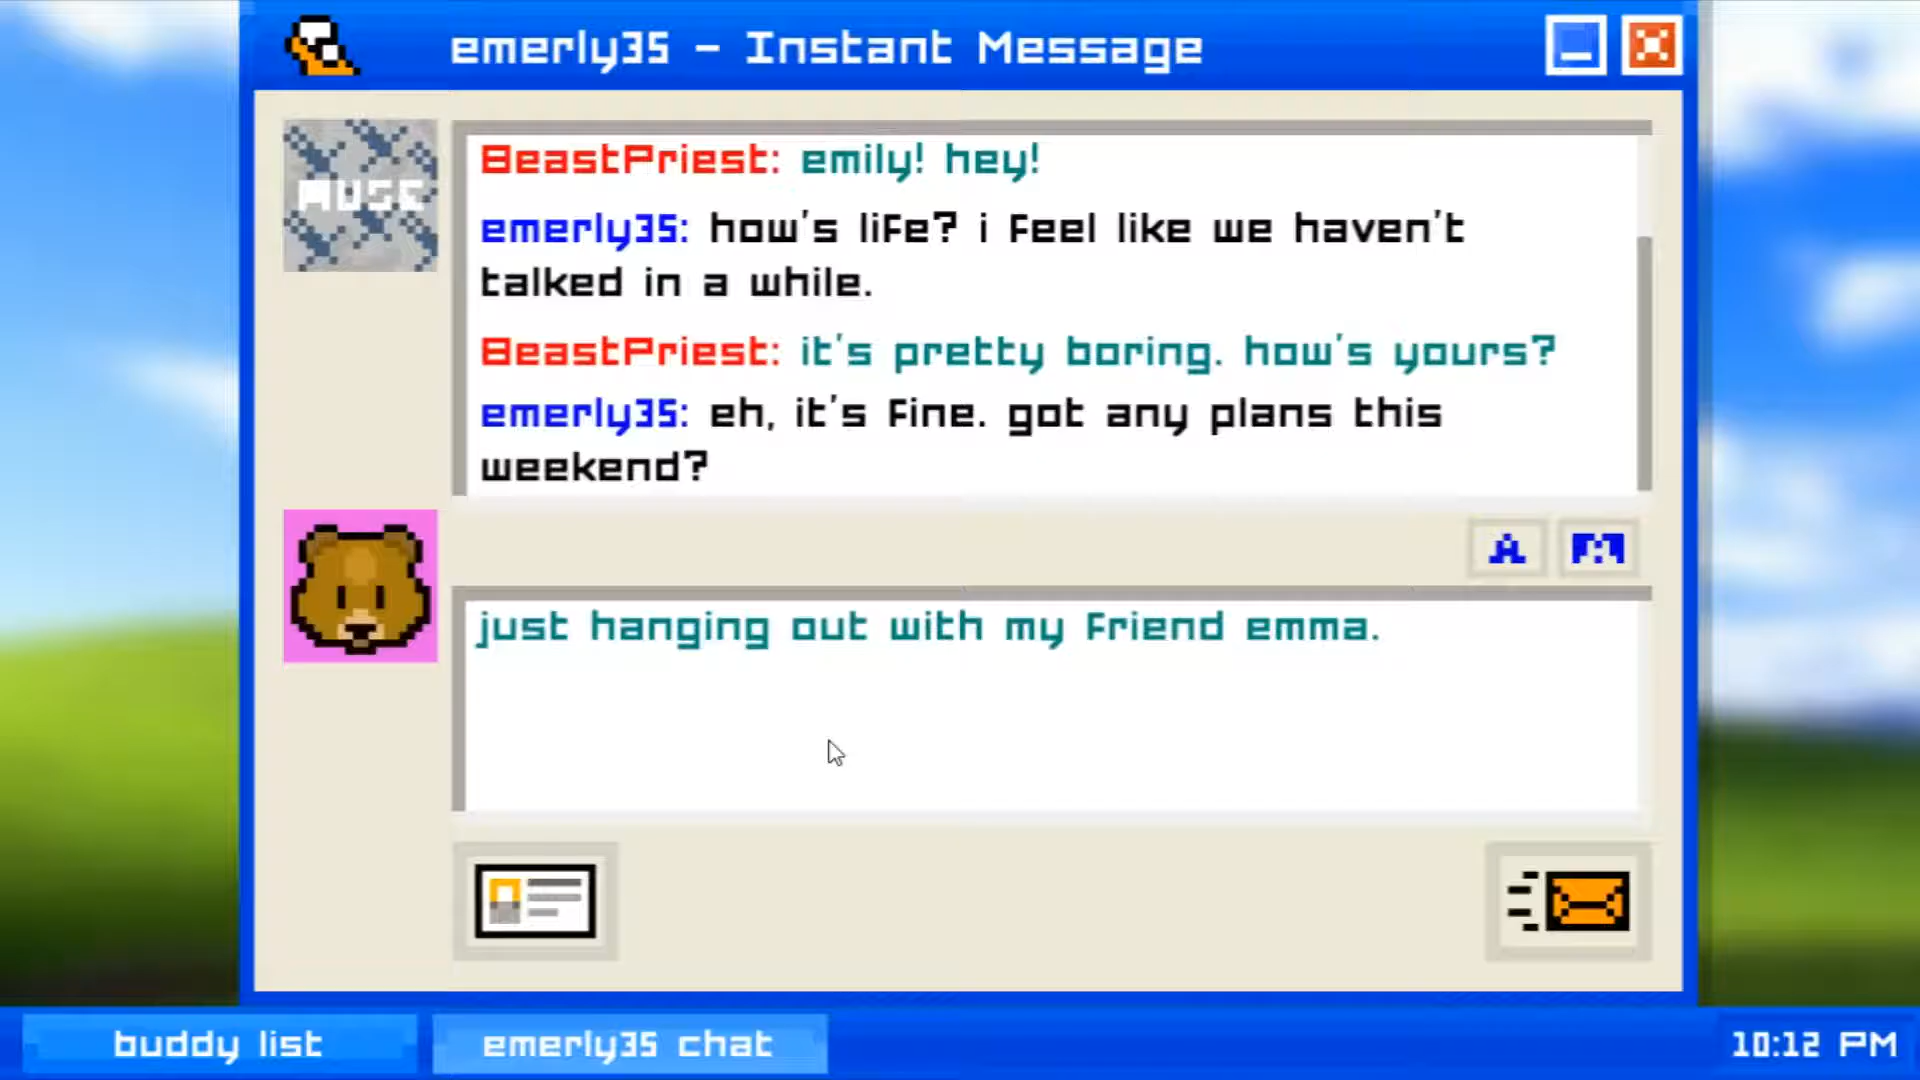 emerly35 - Instant Message
MUSE
BeastPriest: emily! hey!
emerly35: how's life? i feel like we haven't
talked in a while.
BeastPriest: it's pretty boring. how's yours?
emerly35: eh, it's fine. got any plans this
weekend?
A
just hanging out with my friend emma.
buddy list
emerly35 chat
10:12 PM